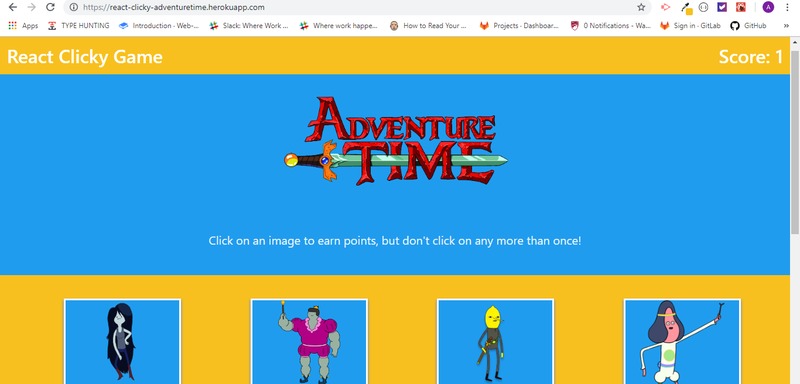 https://react-clicky-adventuretime.herokuapp.com
A
Apps TYPE HUNTING Introduction · Web-... Slack: Where Work ... Where work happe... How to Read Your ... Projects · Dashboar... 0 Notifications - Wa... Sign in · GitLab GitHub »
React Clicky Game Score: 1
ADVENTURE
TIME
Click on an image to earn points, but don't click on any more than once!